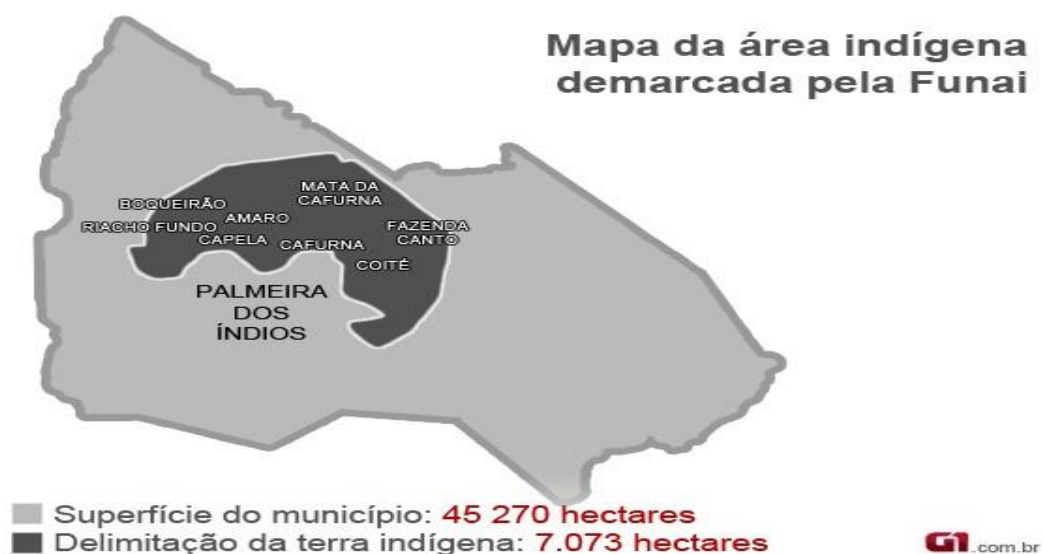 Mapa da área indígena
demarcada pela Funai
MATA DA
CAFURNA
BOQUEIRÃO
AMARO
RIACHO FUNDO
FAZENDA
CANTO
CAPELA
CAFURNA
COITÉ
PALMEIRA
DOS
ÍNDIOS
Superfície do município: 45 270 hectares
Delimitação da terra indígena: 7.073 hectares
G1.com.br